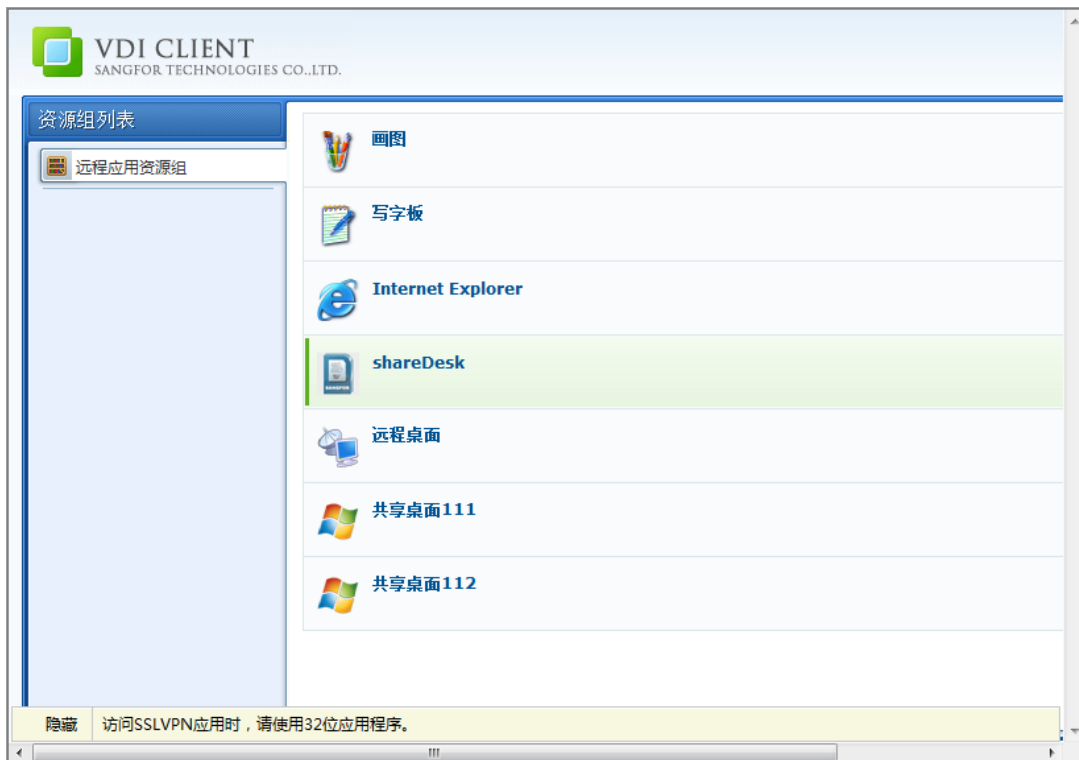 VDI CLIENT
SANGFOR TECHNOLOGIES CO.,LTD.
资源组列表
远程应用资源组
画图
写字板
Internet Explorer
shareDesk
SANGFOR
远程桌面
共享桌面111
共享桌面112
隐藏 访问SSLVPN应用时，请使用32位应用程序。